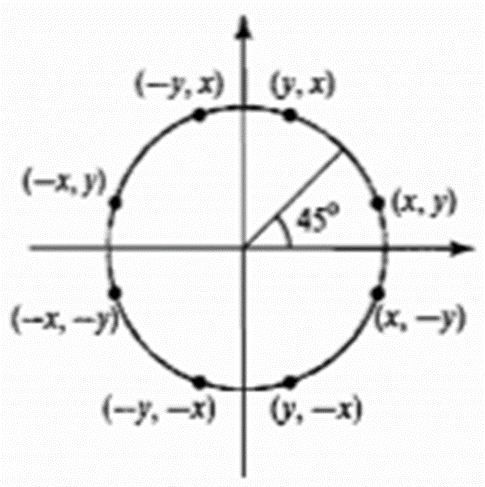 (−y, x) (y, x)
(−x, y) (x, y)
45°
(−x, −y) (x, −y)
(−y, −x) (y, −x)